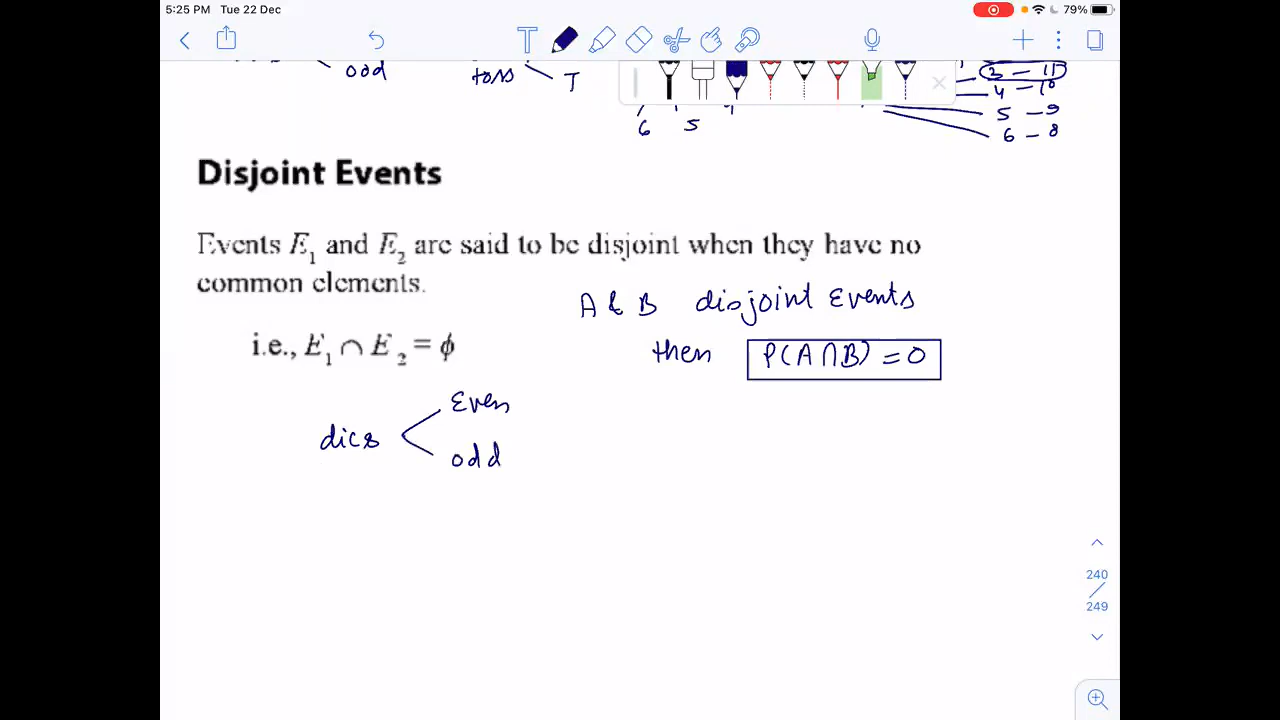 5:25 PM Tue 22 Dec
79%
odd
toss
T
3 - 11
4 - 10
6
5
5 - 9
6 - 8
Disjoint Events
Events E₁ and E₂ are said to be disjoint when they have no
common elements.
A & B disjoint Events
i.e., E₁ ∩ E₂ = ϕ
then P(A∩B) = 0
Even
dice
odd
240
249